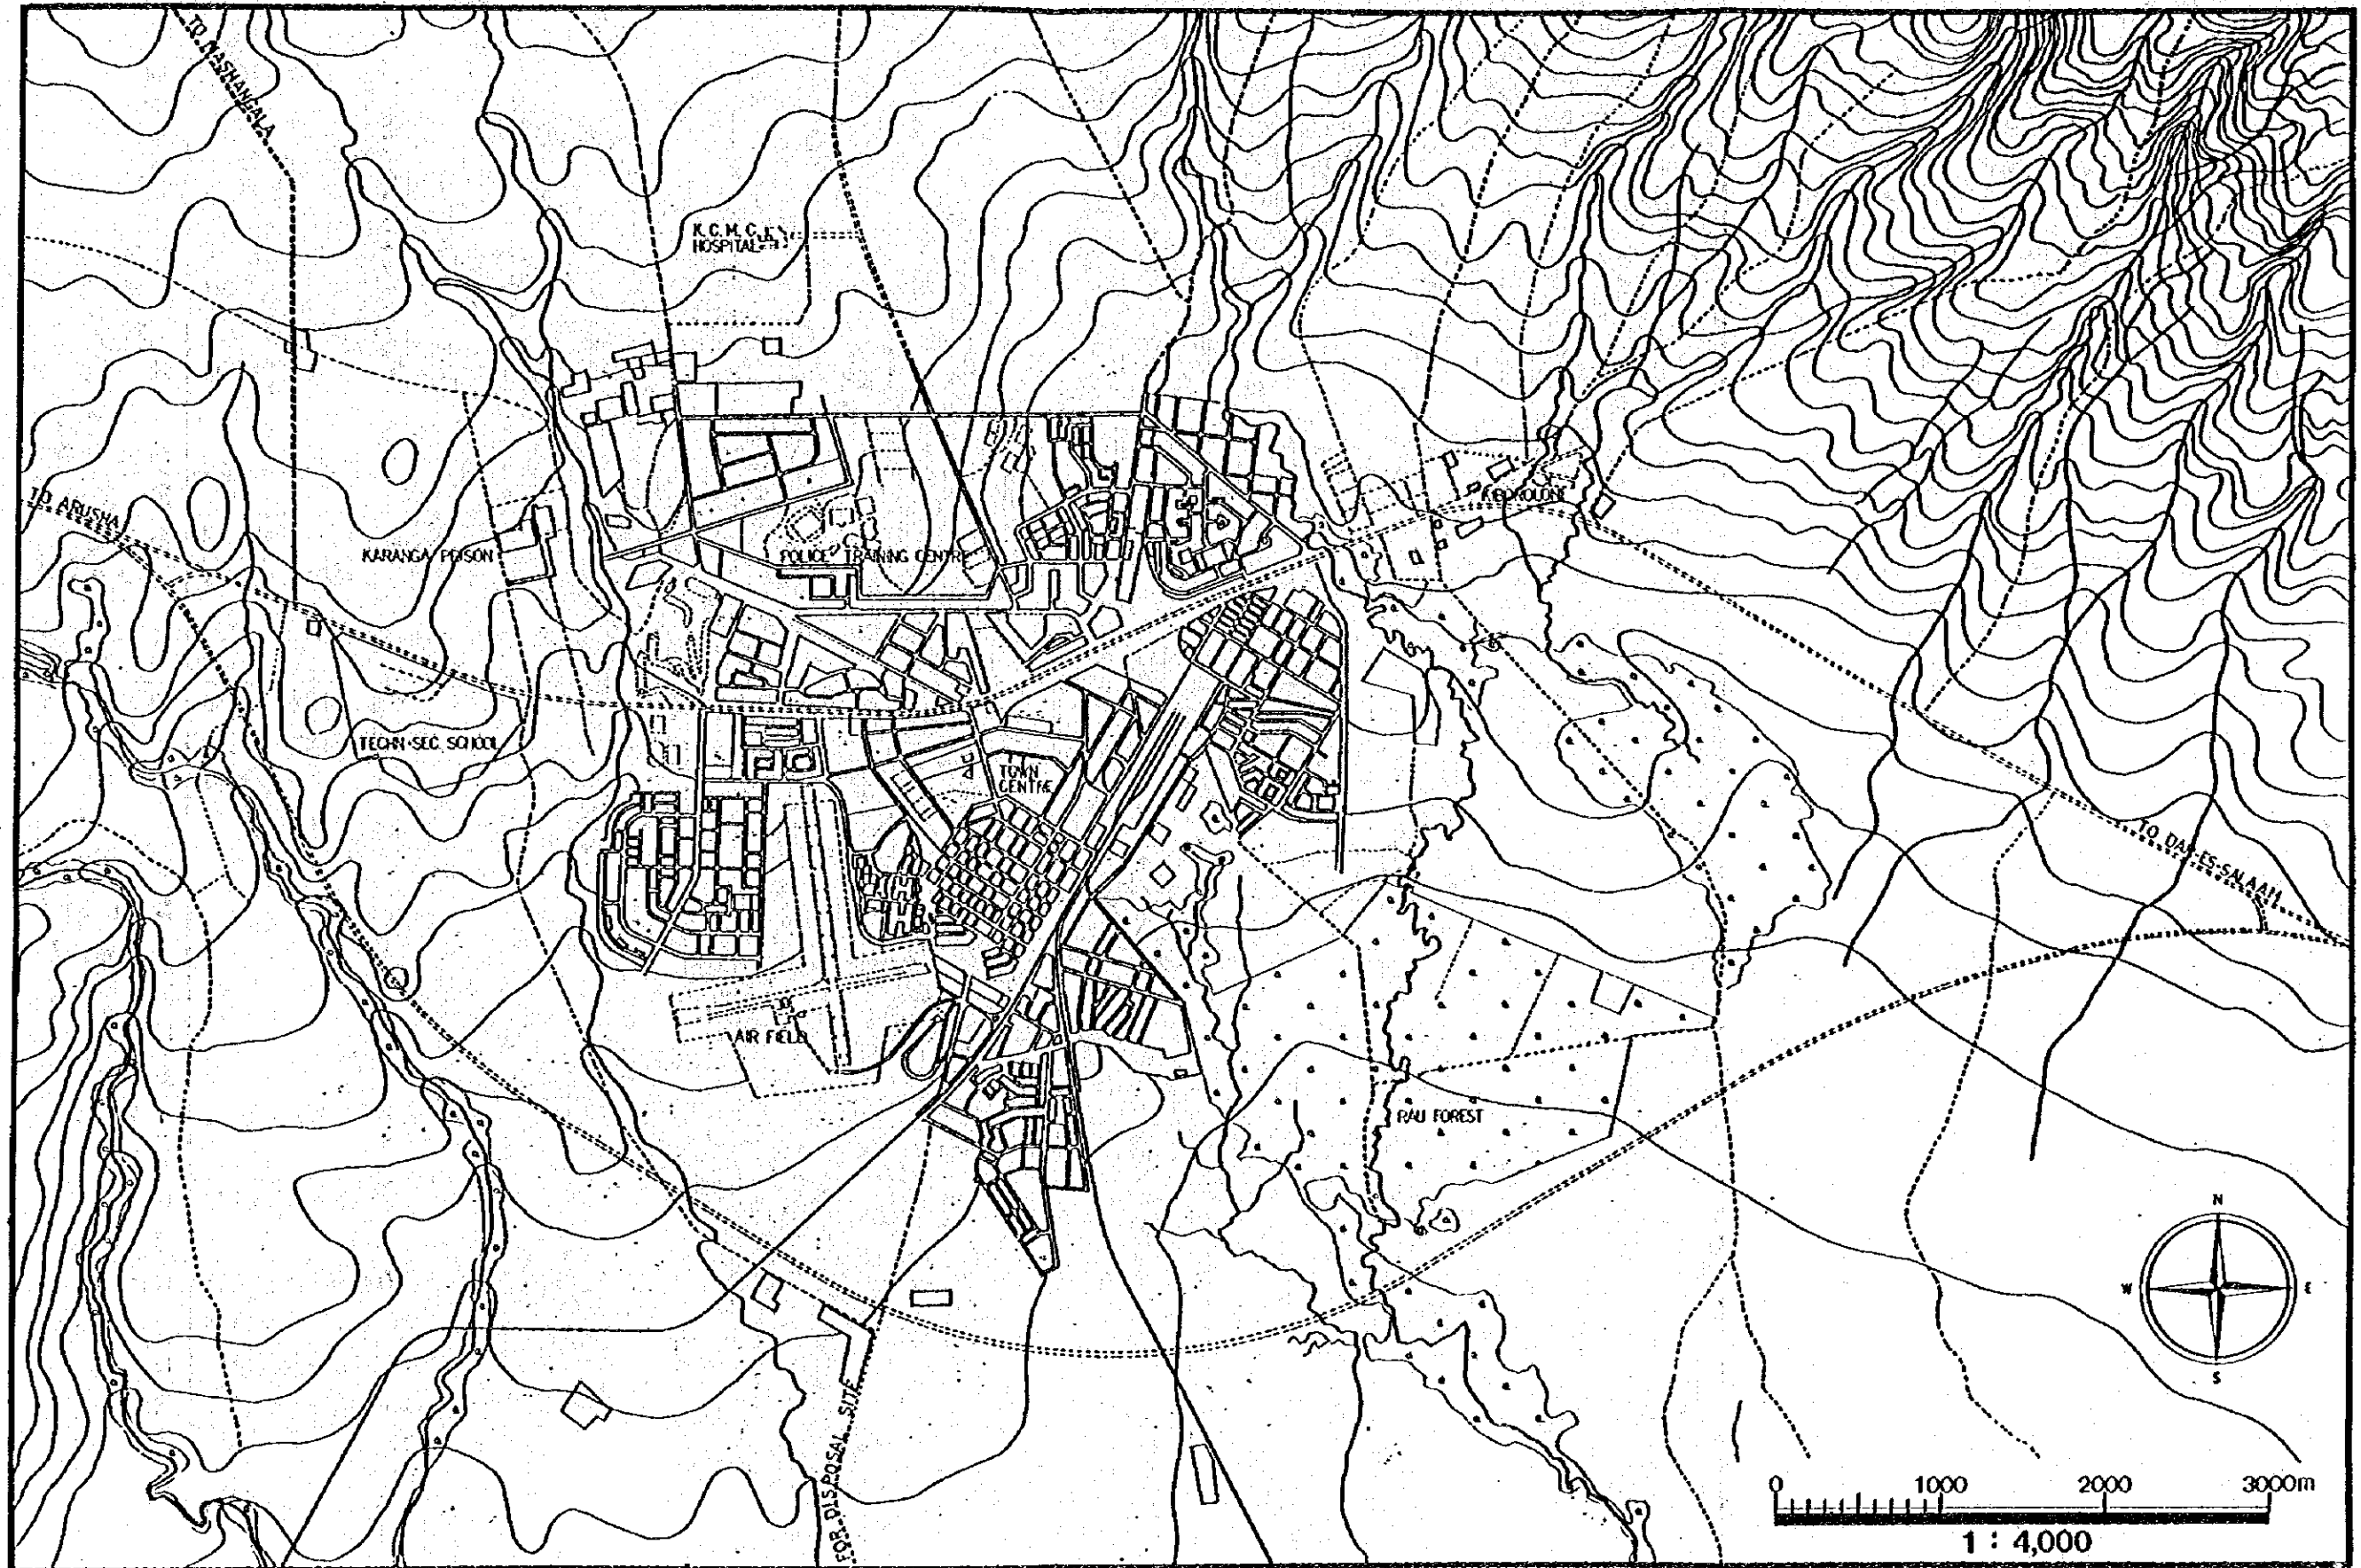 TO MASHANGALA
K.C.M.C.
HOSPITAL
TO ARUSHA
KARANGA PRISON
POLICE TRAINING CENTRE
KIBOROLONI
TECHN. SEC. SCHOOL
TOWN
CENTRE
TO DAR-ES-SALAAM
AIR FIELD
RAU FOREST
N
W
E
S
FOR DISPOSAL SITE
0 1000 2000 3000m
1 : 4,000